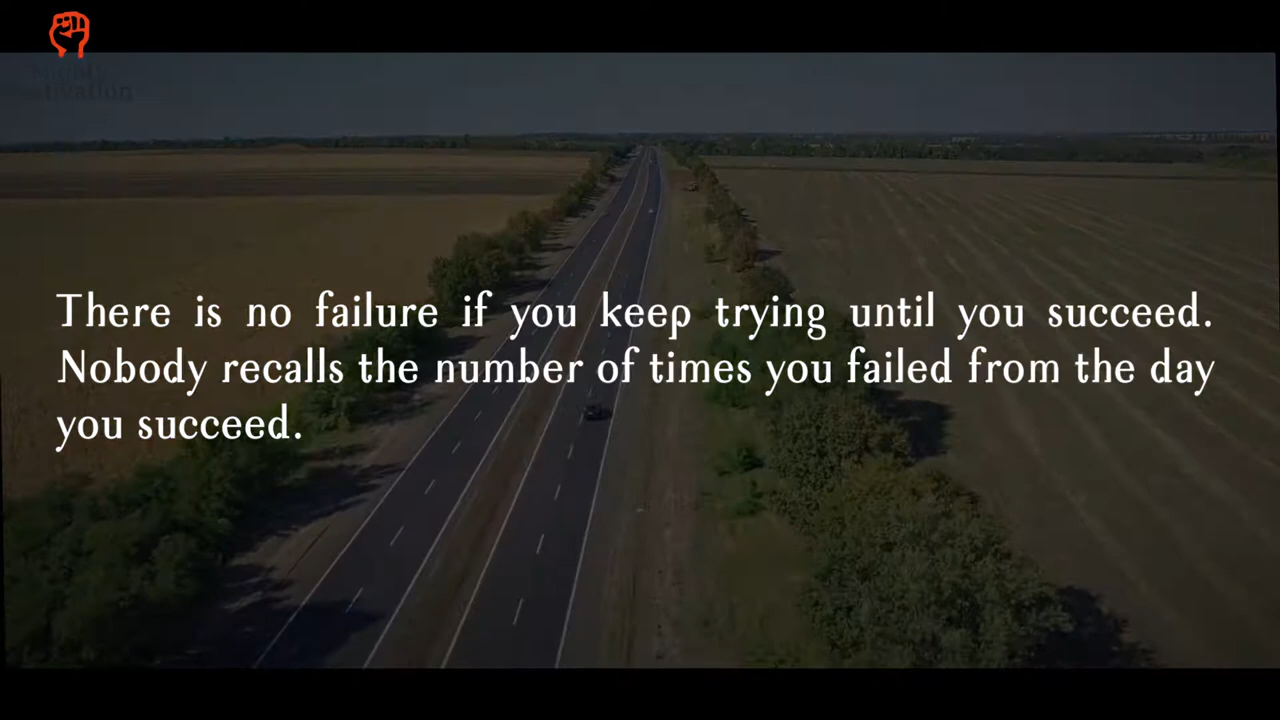 There is no failure if you keep trying until you succeed.
Nobody recalls the number of times you failed from the day
you succeed.